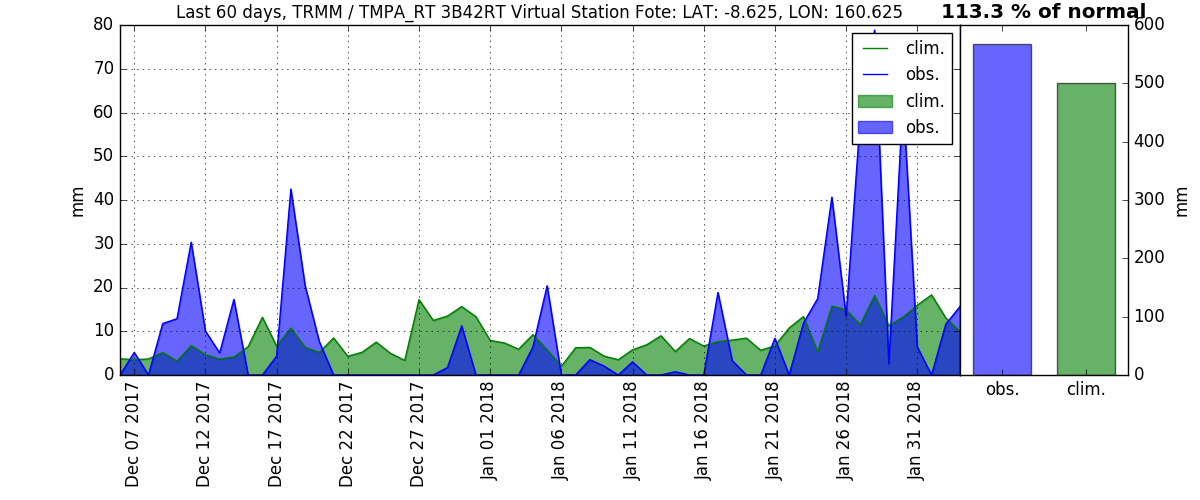 Last 60 days, TRMM / TMPA_RT 3B42RT Virtual Station Fote: LAT: -8.625, LON: 160.625
113.3 % of normal
80
70
60
50
40
30
20
10
0
mm
clim.
obs.
clim.
obs.
600
500
400
300
200
100
0
mm
obs.
clim.
Dec 07 2017
Dec 12 2017
Dec 17 2017
Dec 22 2017
Dec 27 2017
Jan 01 2018
Jan 06 2018
Jan 11 2018
Jan 16 2018
Jan 21 2018
Jan 26 2018
Jan 31 2018